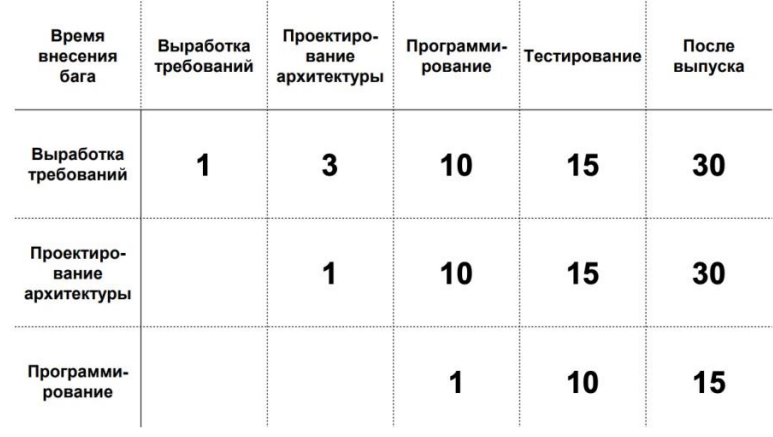 Время
внесения
бага
Выработка
требований
Проектиро-
вание
архитектуры
Программи-
рование
Тестирование
После
выпуска
Выработка
требований
1
3
10
15
30
Проектиро-
вание
архитектуры
1
10
15
30
Программи-
рование
1
10
15